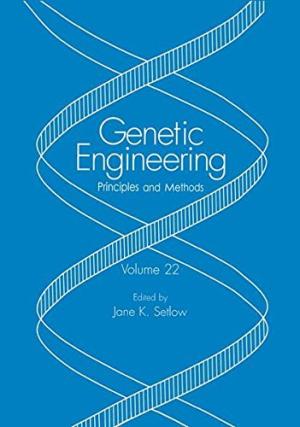 Genetic
Engineering
Principles and Methods
Volume 22
Edited by
Jane K. Setlow